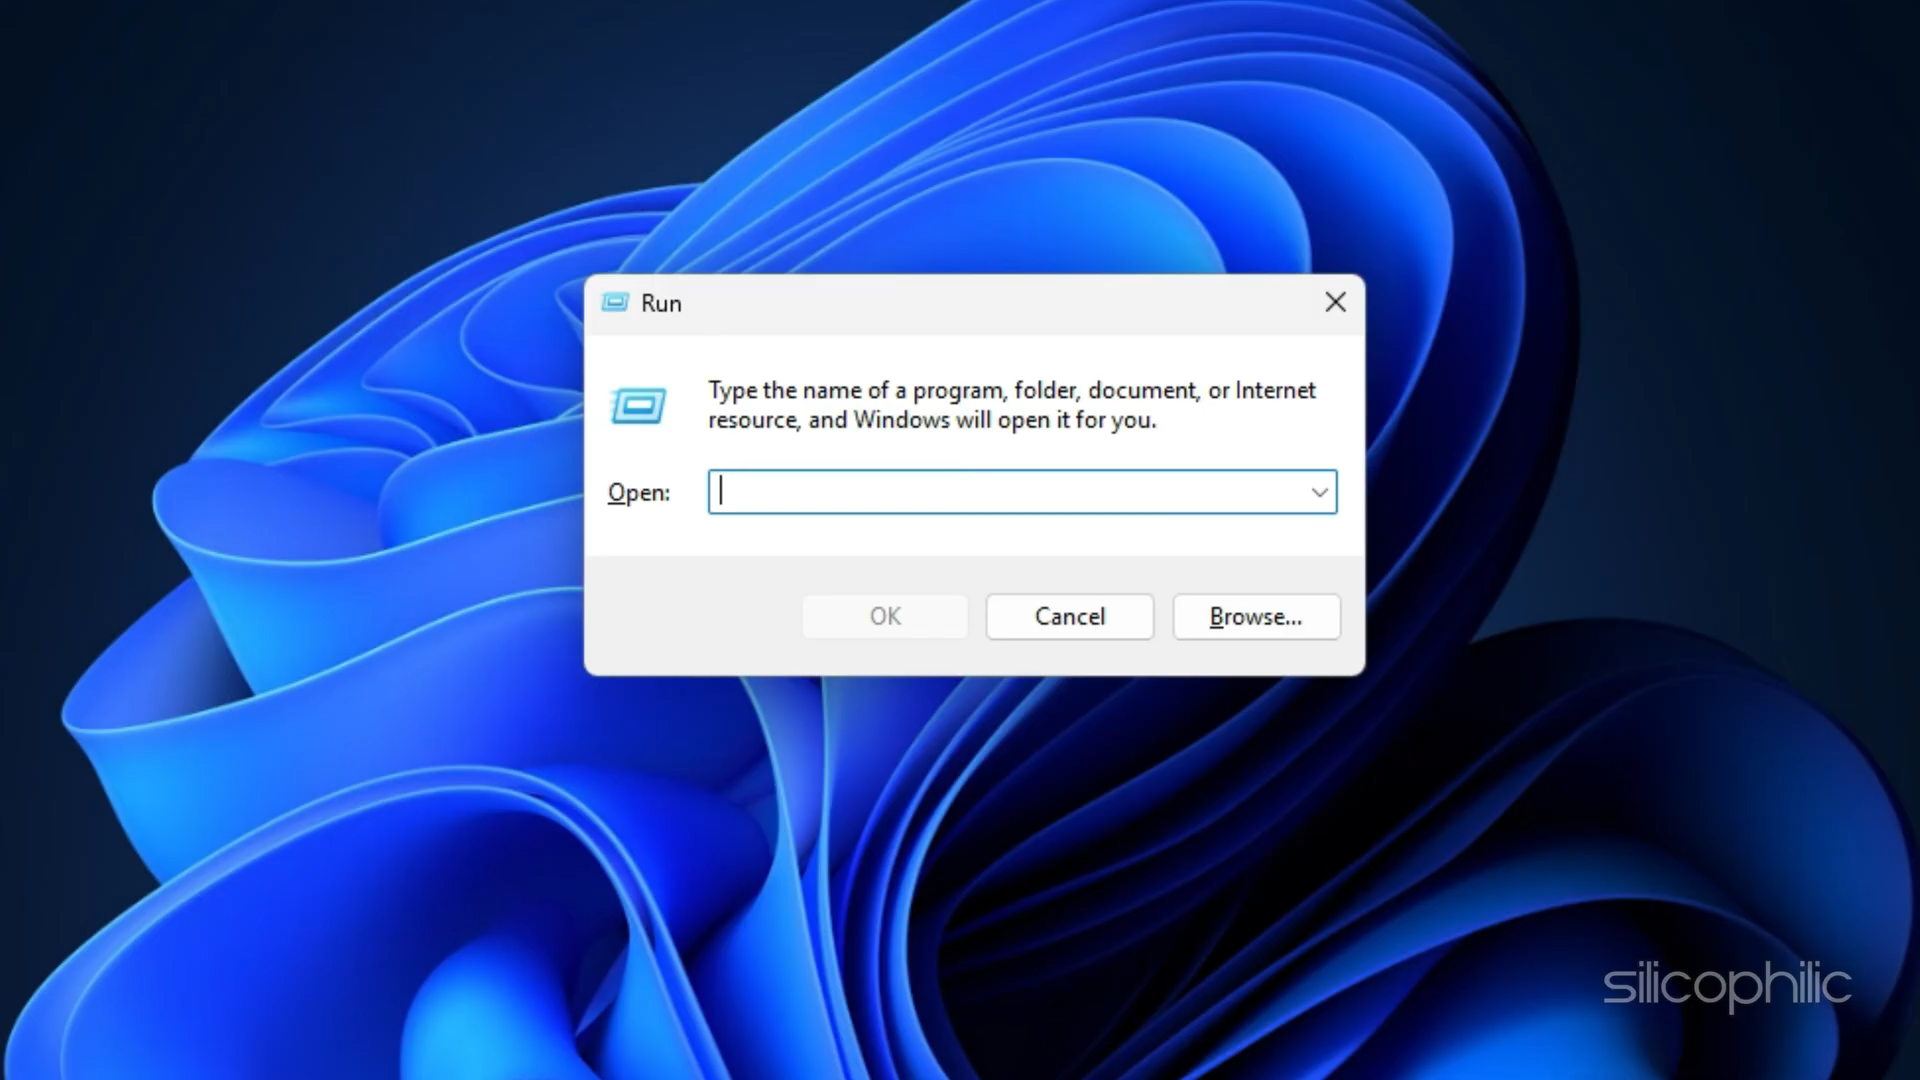 Run
Type the name of a program, folder, document, or Internet
resource, and Windows will open it for you.
Open:
OK
Cancel
Browse...
silicophilic